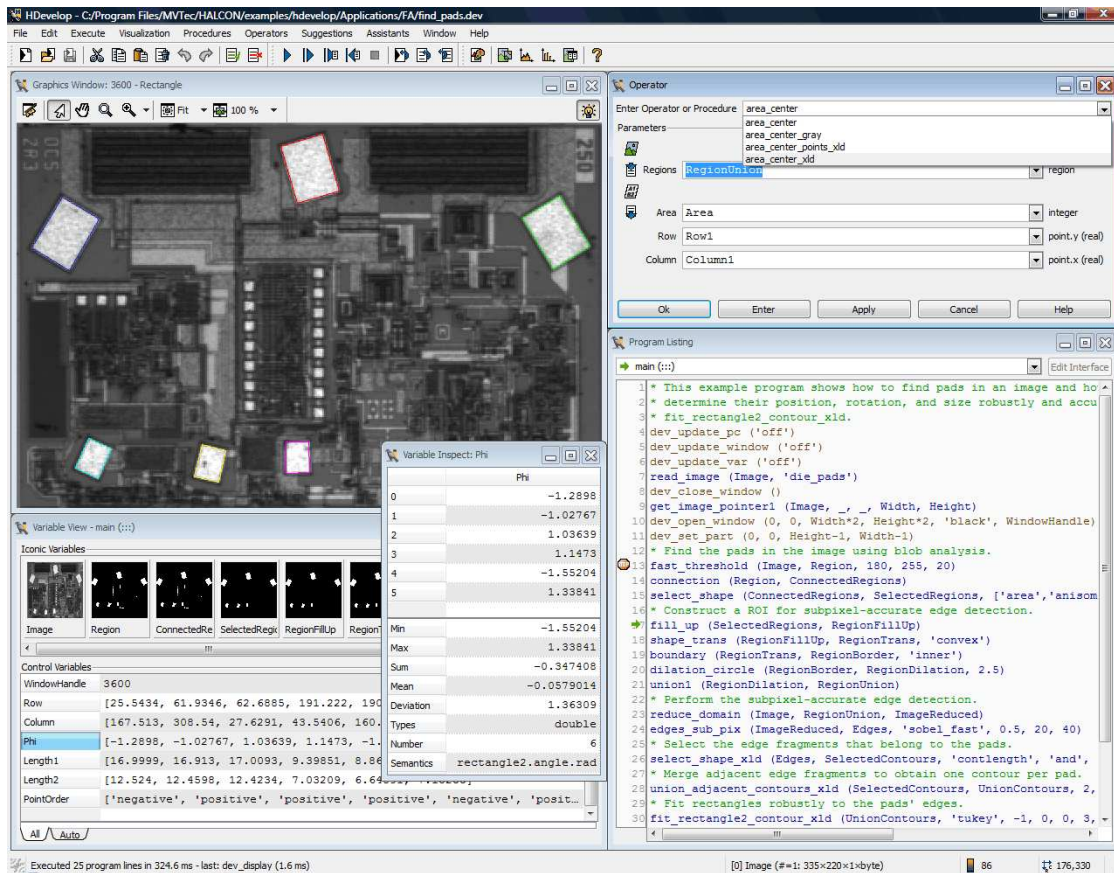 HDevelop - C:/Program Files/MVTec/HALCON/examples/hdevelop/Applications/FA/find_pads.dev
File Edit Execute Visualization Procedures Operators Suggestions Assistants Window Help
Graphics Window: 3600 - Rectangle
Fit 100 %
250
Operator
Enter Operator or Procedure area_center
area_center
area_center_gray
area_center_points_xld
area_center_xld
Parameters
Regions RegionUnion region
Area Area integer
Row Row1 point.y (real)
Column Column1 point.x (real)
Ok Enter Apply Cancel Help
Program Listing
main (:::) Edit Interface
1 * This example program shows how to find pads in an image and ho
2 * determine their position, rotation, and size robustly and accu
3 * fit_rectangle2_contour_xld.
4 dev_update_pc ('off')
5 dev_update_window ('off')
6 dev_update_var ('off')
7 read_image (Image, 'die_pads')
8 dev_close_window ()
9 get_image_pointer1 (Image, _, _, Width, Height)
10 dev_open_window (0, 0, Width*2, Height*2, 'black', WindowHandle)
11 dev_set_part (0, 0, Height-1, Width-1)
12 * Find the pads in the image using blob analysis.
13 fast_threshold (Image, Region, 180, 255, 20)
14 connection (Region, ConnectedRegions)
15 select_shape (ConnectedRegions, SelectedRegions, ['area','anisom
16 * Construct a ROI for subpixel-accurate edge detection.
7 fill_up (SelectedRegions, RegionFillUp)
18 shape_trans (RegionFillUp, RegionTrans, 'convex')
19 boundary (RegionTrans, RegionBorder, 'inner')
20 dilation_circle (RegionBorder, RegionDilation, 2.5)
21 union1 (RegionDilation, RegionUnion)
22 * Perform the subpixel-accurate edge detection.
23 reduce_domain (Image, RegionUnion, ImageReduced)
24 edges_sub_pix (ImageReduced, Edges, 'sobel_fast', 0.5, 20, 40)
25 * Select the edge fragments that belong to the pads.
26 select_shape_xld (Edges, SelectedContours, 'contlength', 'and',
27 * Merge adjacent edge fragments to obtain one contour per pad.
28 union_adjacent_contours_xld (SelectedContours, UnionContours, 2,
29 * Fit rectangles robustly to the pads' edges.
30 fit_rectangle2_contour_xld (UnionContours, 'tukey', -1, 0, 0, 3,
Variable Inspect: Phi
Phi
0 -1.2898
1 -1.02767
2 1.03639
3 1.1473
4 -1.55204
5 1.33841
Min -1.55204
Max 1.33841
Sum -0.347408
Mean -0.0579014
Deviation 1.36309
Types double
Number 6
Semantics rectangle2.angle.rad
Variable View - main (:::)
Iconic Variables
Image Region ConnectedRe SelectedRegic RegionFillUp RegionT
Control Variables
WindowHandle 3600
Row [25.5434, 61.9346, 62.6885, 191.222, 190
Column [167.513, 308.54, 27.6291, 43.5406, 160.
Phi [-1.2898, -1.02767, 1.03639, 1.1473, -1.
Length1 [16.9999, 16.913, 17.0093, 9.39851, 8.86
Length2 [12.524, 12.4598, 12.4234, 7.03209,
PointOrder ['negative', 'positive', 'positive', 'positive', 'negative', 'posit...
All Auto
Executed 25 program lines in 324.6 ms - last: dev_display (1.6 ms)
[0] Image (#=1: 335×220×1×byte) 86 176,330